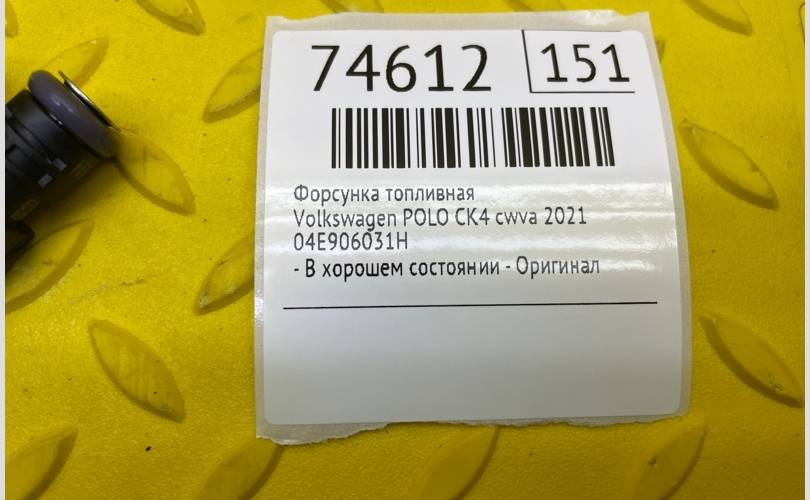 74612 151
Форсунка топливная
Volkswagen POLO CK4 cwva 2021
04E906031H
- В хорошем состоянии - Оригинал